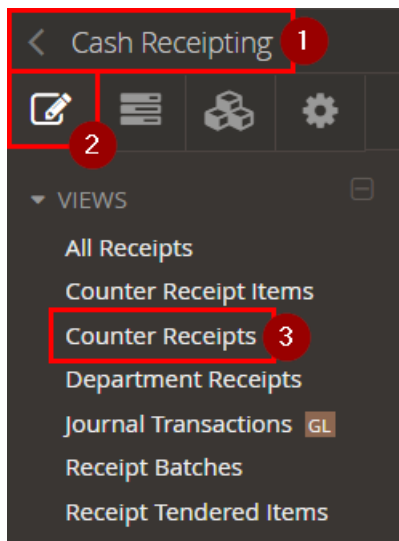 Cash Receipting 1
2
VIEWS
All Receipts
Counter Receipt Items
Counter Receipts 3
Department Receipts
Journal Transactions GL
Receipt Batches
Receipt Tendered Items